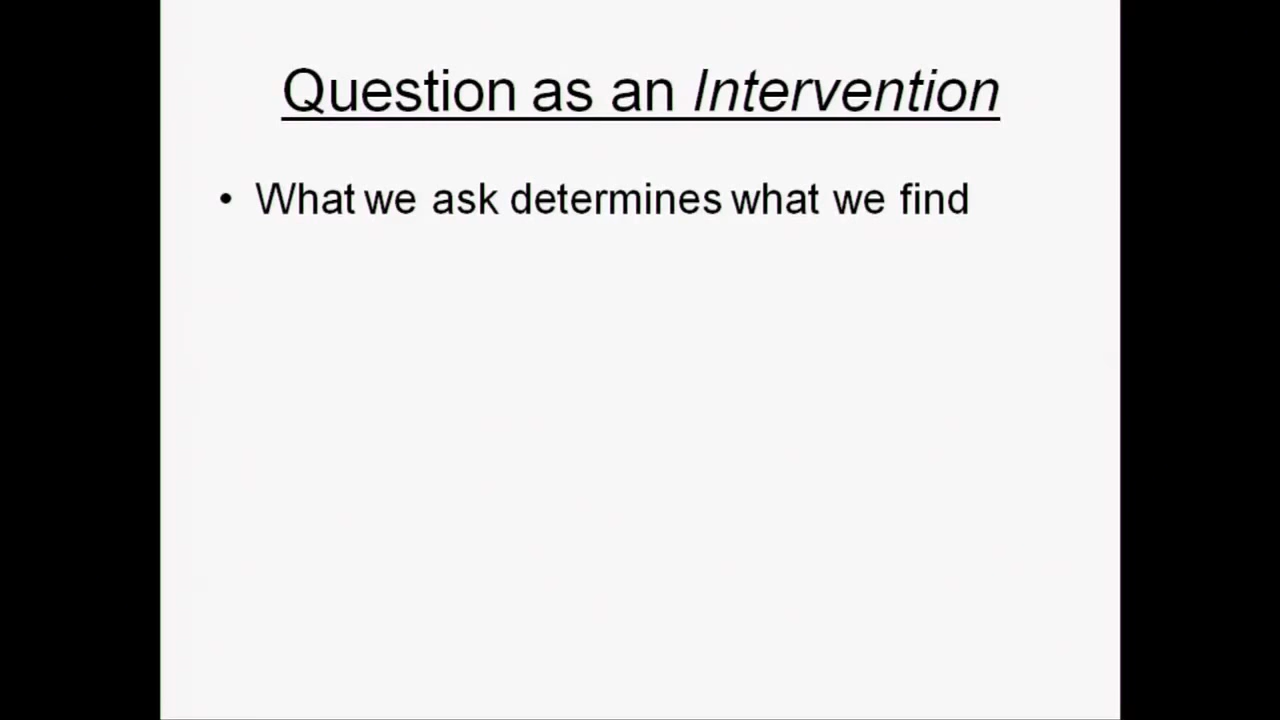 Question as an Intervention
• What we ask determines what we find